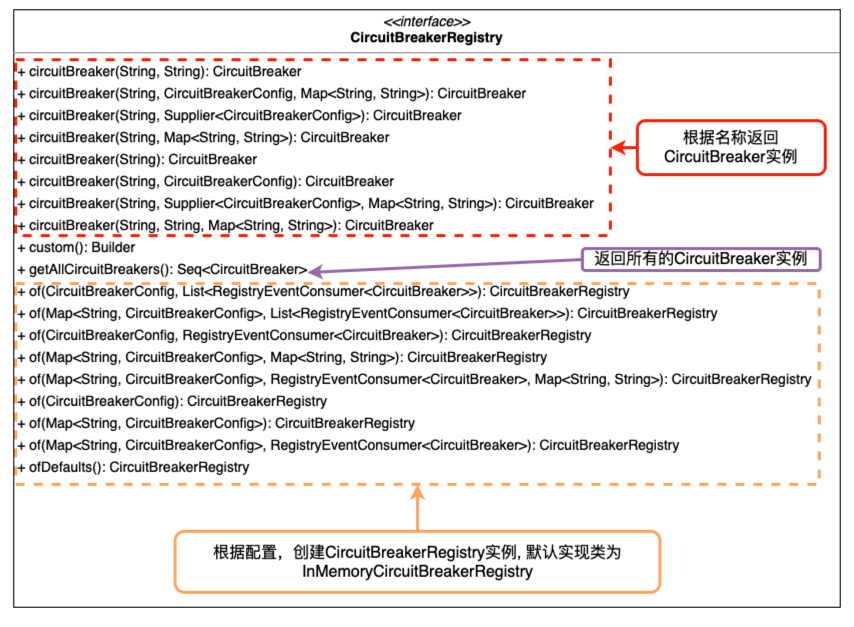 <<interface>>
CircuitBreakerRegistry
+ circuitBreaker(String, String): CircuitBreaker
+ circuitBreaker(String, CircuitBreakerConfig, Map<String, String>): CircuitBreaker
+ circuitBreaker(String, Supplier<CircuitBreakerConfig>): CircuitBreaker
+ circuitBreaker(String, Map<String, String>): CircuitBreaker
+ circuitBreaker(String): CircuitBreaker
+ circuitBreaker(String, CircuitBreakerConfig): CircuitBreaker
+ circuitBreaker(String, Supplier<CircuitBreakerConfig>, Map<String, String>): CircuitBreaker
+ circuitBreaker(String, String, Map<String, String>): CircuitBreaker
根据名称返回
CircuitBreaker实例
+ custom(): Builder
+ getAllCircuitBreakers(): Seq<CircuitBreaker>
返回所有的CircuitBreaker实例
+ of(CircuitBreakerConfig, List<RegistryEventConsumer<CircuitBreaker>>): CircuitBreakerRegistry
+ of(Map<String, CircuitBreakerConfig>, List<RegistryEventConsumer<CircuitBreaker>>): CircuitBreakerRegistry
+ of(CircuitBreakerConfig, RegistryEventConsumer<CircuitBreaker>): CircuitBreakerRegistry
+ of(Map<String, CircuitBreakerConfig>, Map<String, String>): CircuitBreakerRegistry
+ of(Map<String, CircuitBreakerConfig>, RegistryEventConsumer<CircuitBreaker>, Map<String, String>): CircuitBreakerRegistry
+ of(CircuitBreakerConfig): CircuitBreakerRegistry
+ of(Map<String, CircuitBreakerConfig>): CircuitBreakerRegistry
+ of(Map<String, CircuitBreakerConfig>, RegistryEventConsumer<CircuitBreaker>): CircuitBreakerRegistry
+ ofDefaults(): CircuitBreakerRegistry
根据配置，创建CircuitBreakerRegistry实例, 默认实现类为
InMemoryCircuitBreakerRegistry